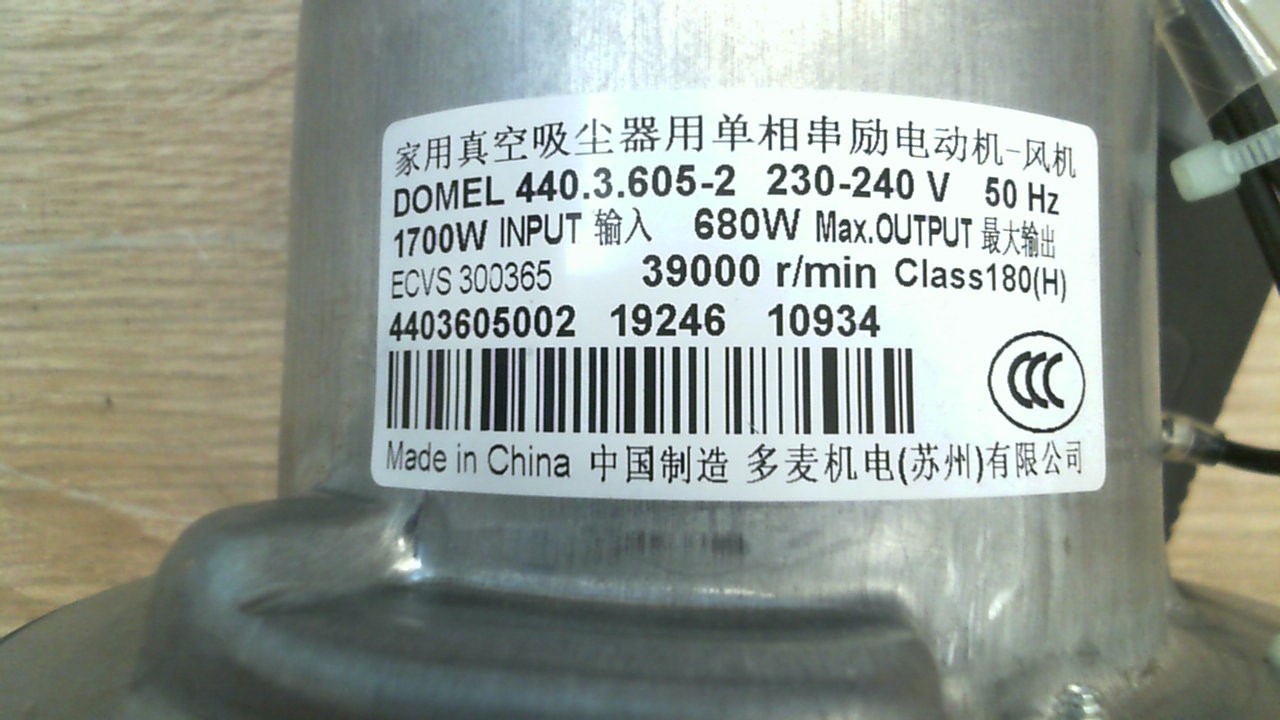 家用真空吸尘器用单相串励电动机-风机
DOMEL 440.3.605-2 230-240 V 50 Hz
1700W INPUT 输入 680W Max.OUTPUT 最大输出
ECVS 300365 39000 r/min Class180(H)
4403605002 19246 10934
CCC
Made in China 中国制造 多麦机电(苏州)有限公司